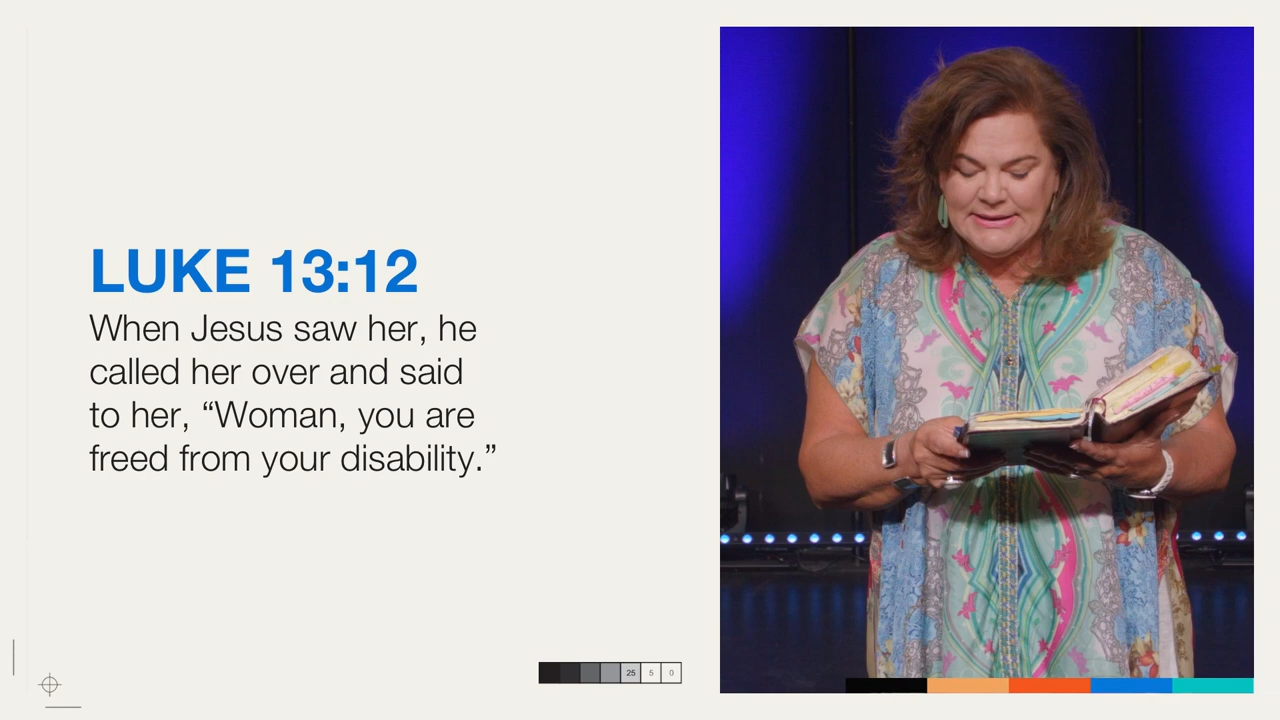 LUKE 13:12
When Jesus saw her, he
called her over and said
to her, “Woman, you are
freed from your disability.”
25 5 0